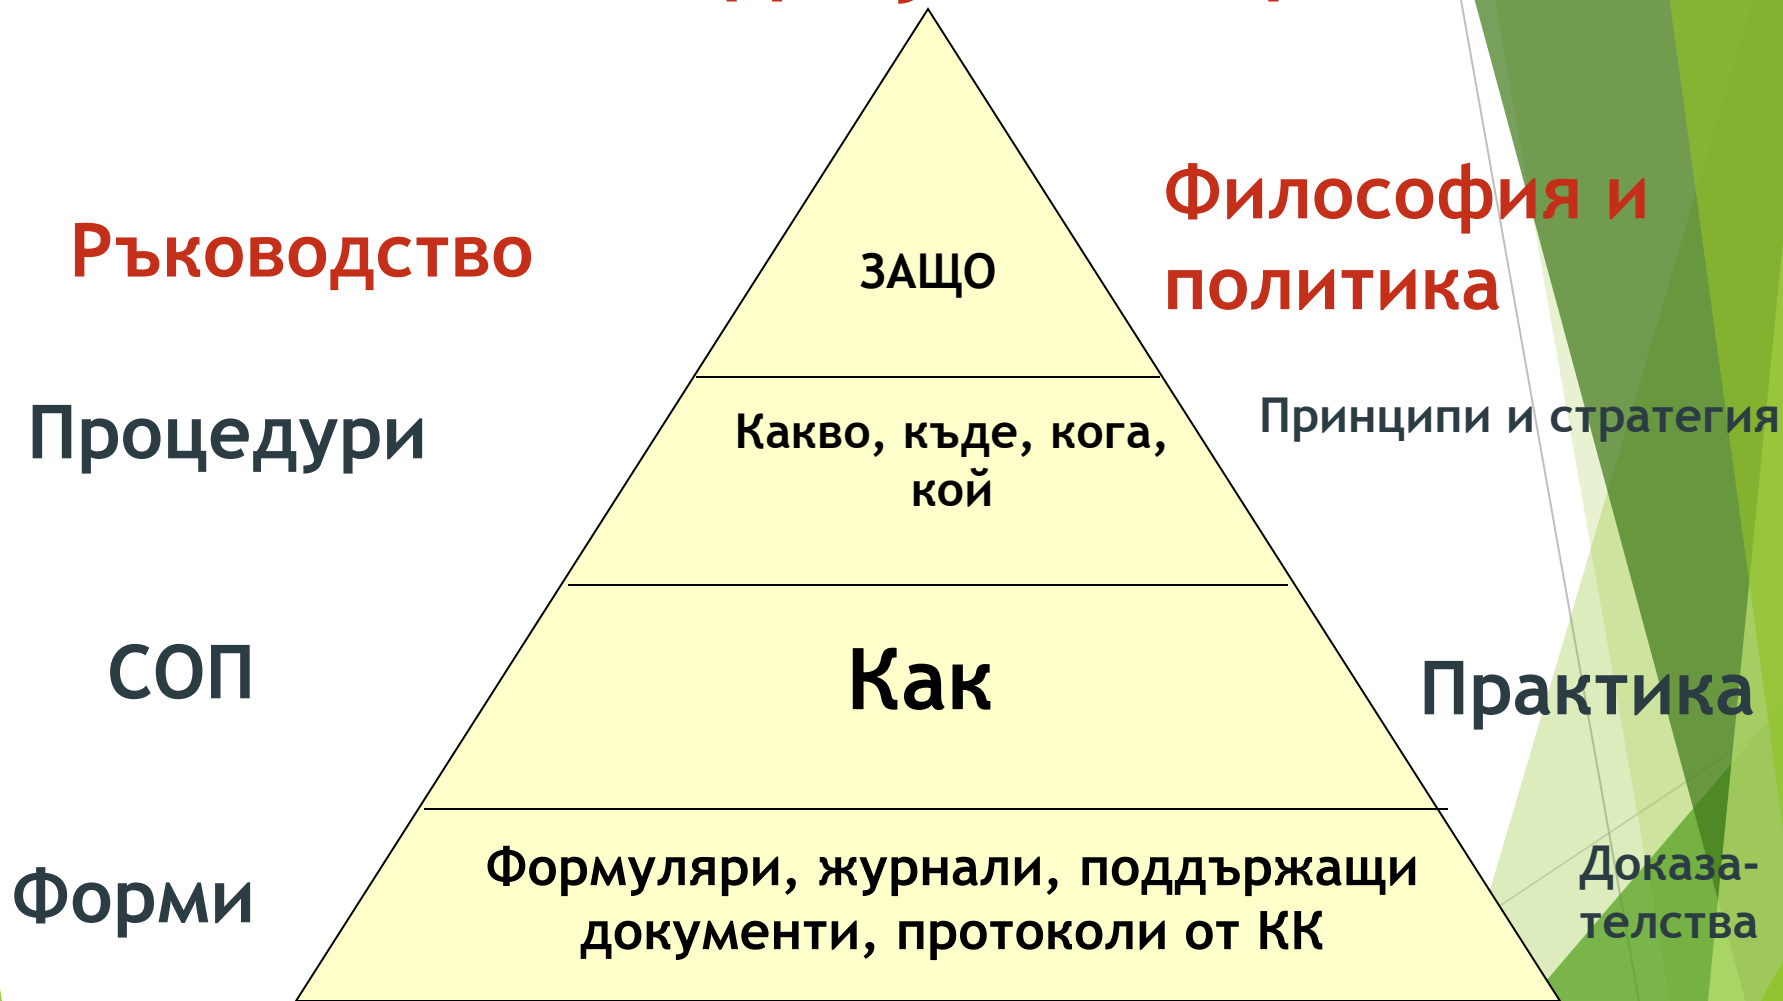 Ръководство
ЗАЩО
Философия и
политика
Процедури
Какво, къде, кога,
кой
Принципи и стратегия
СОП
Как
Практика
Форми
Формуляри, журнали, поддържащи
документи, протоколи от КК
Доказа-
телства